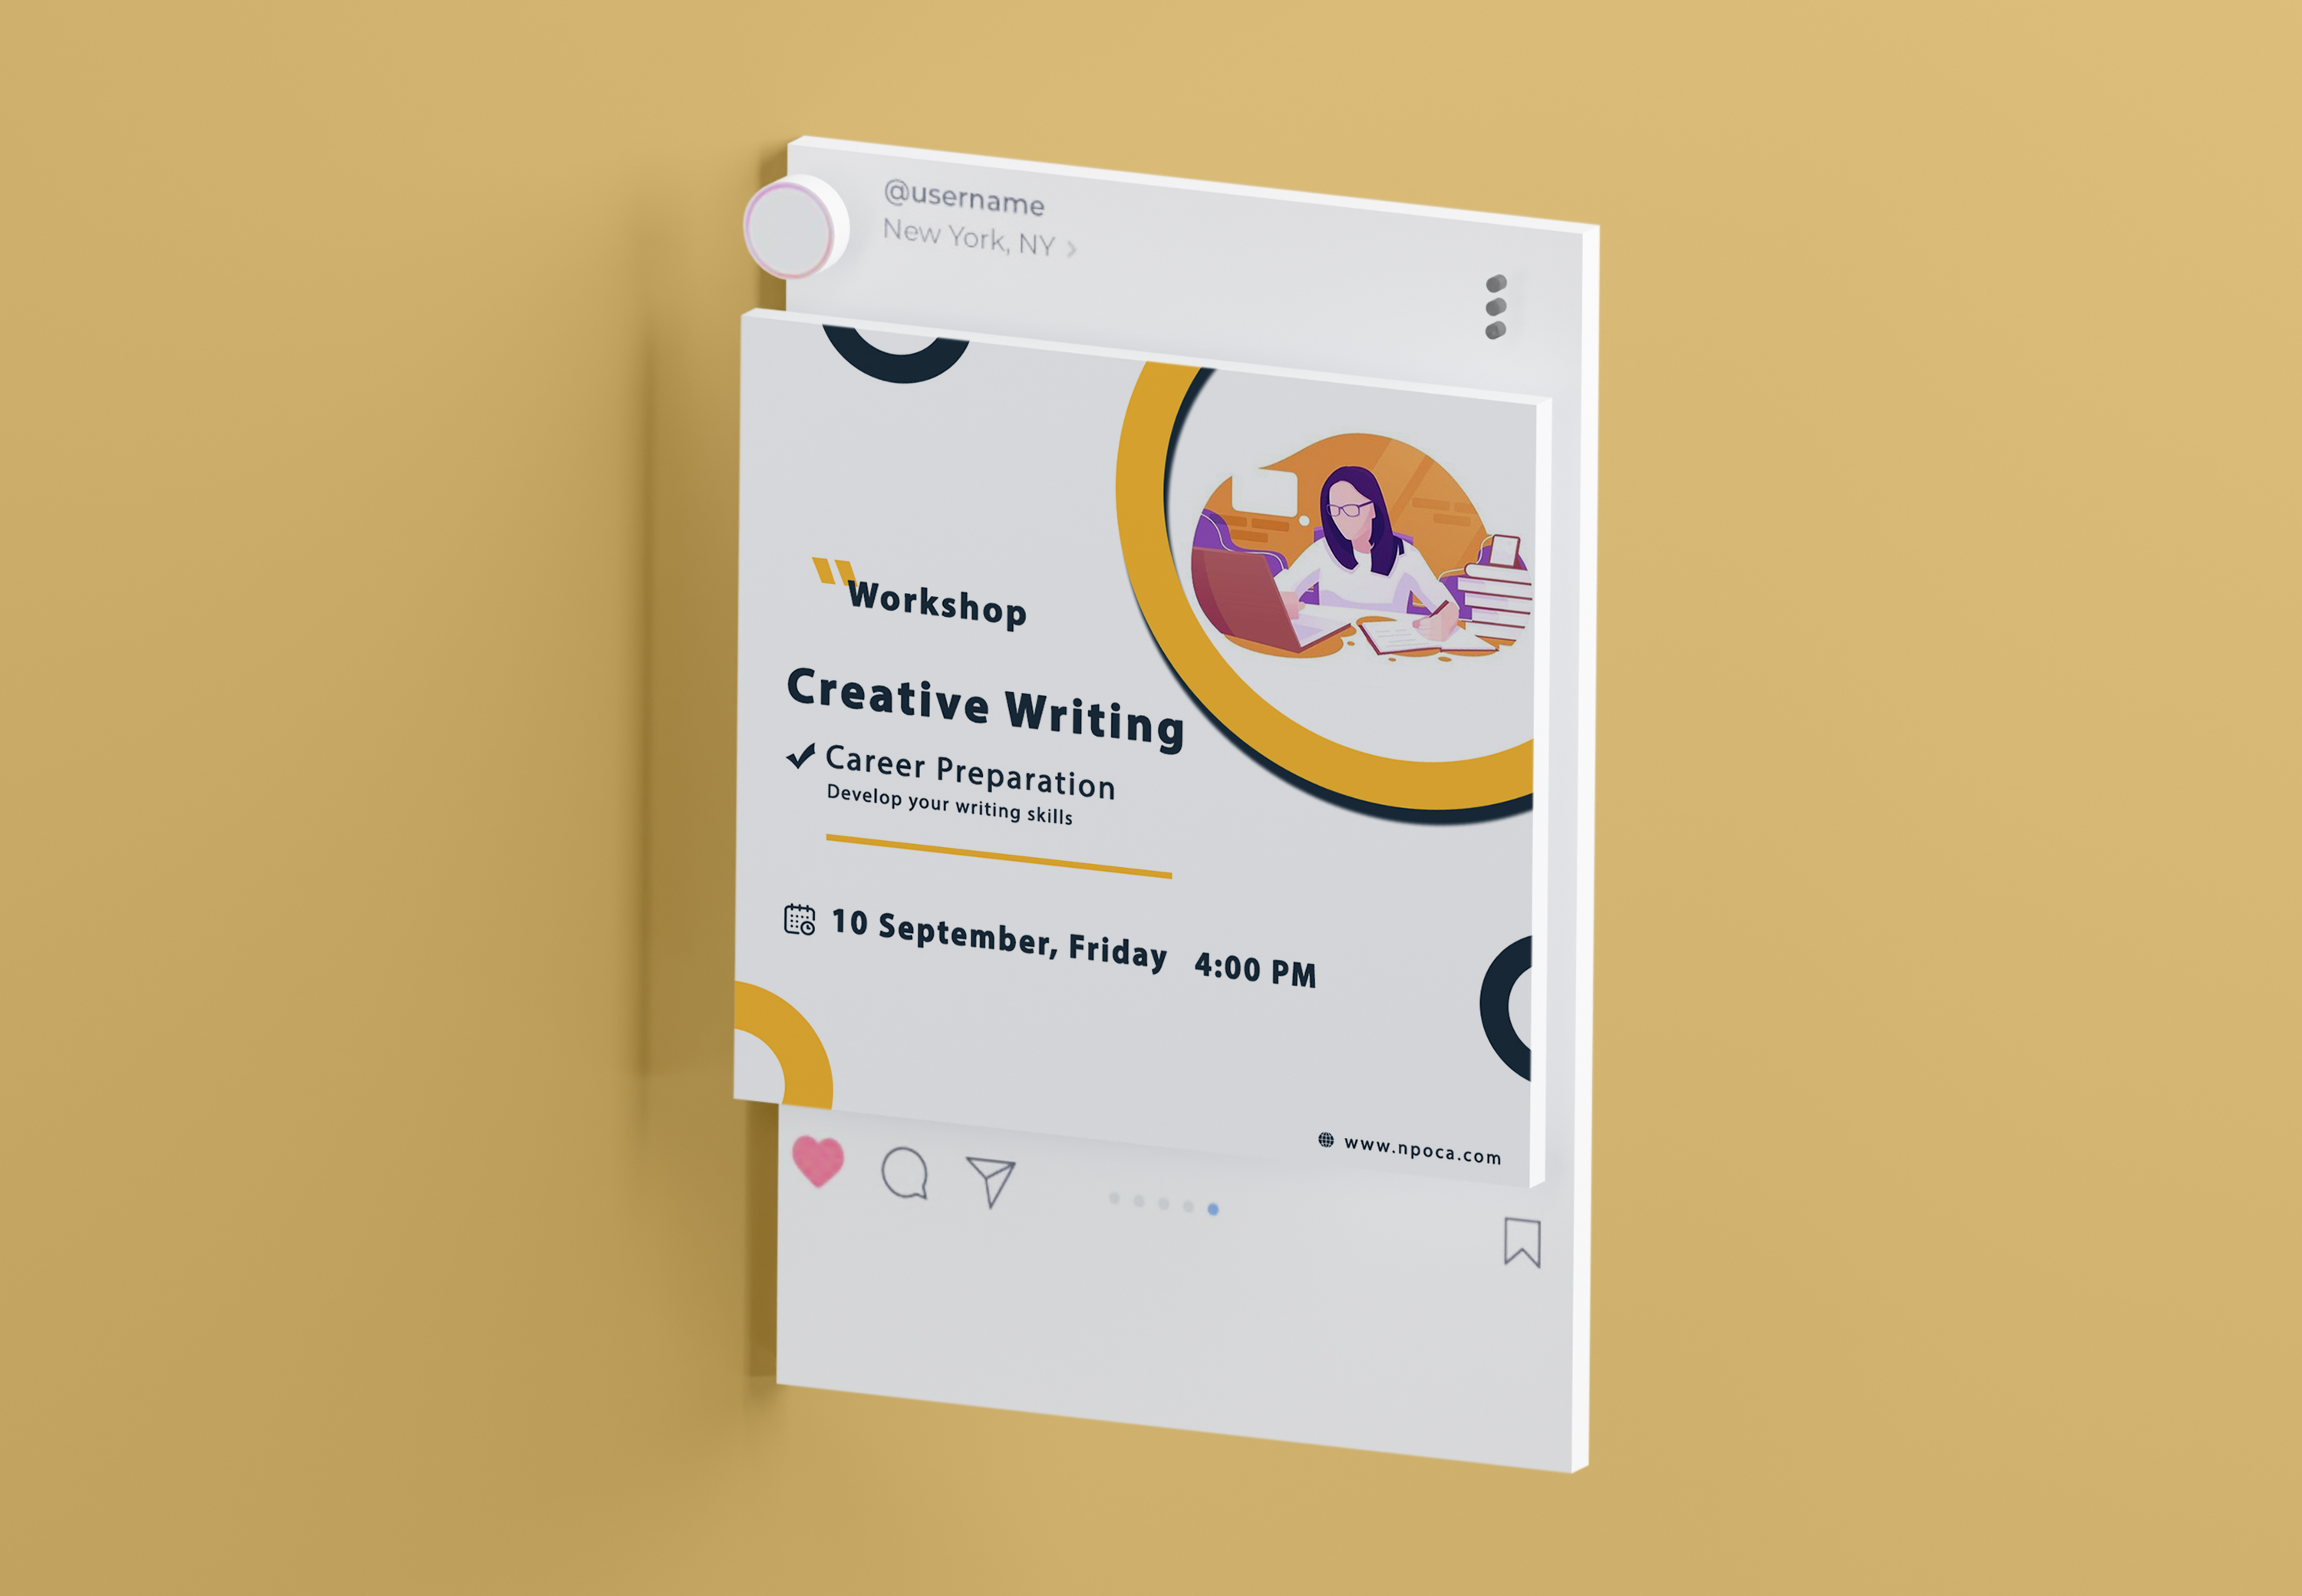 @username
New York, NY >
Workshop
Creative Writing
Career Preparation
Develop your writing skills
10 September, Friday 4:00 PM
www.npoca.com